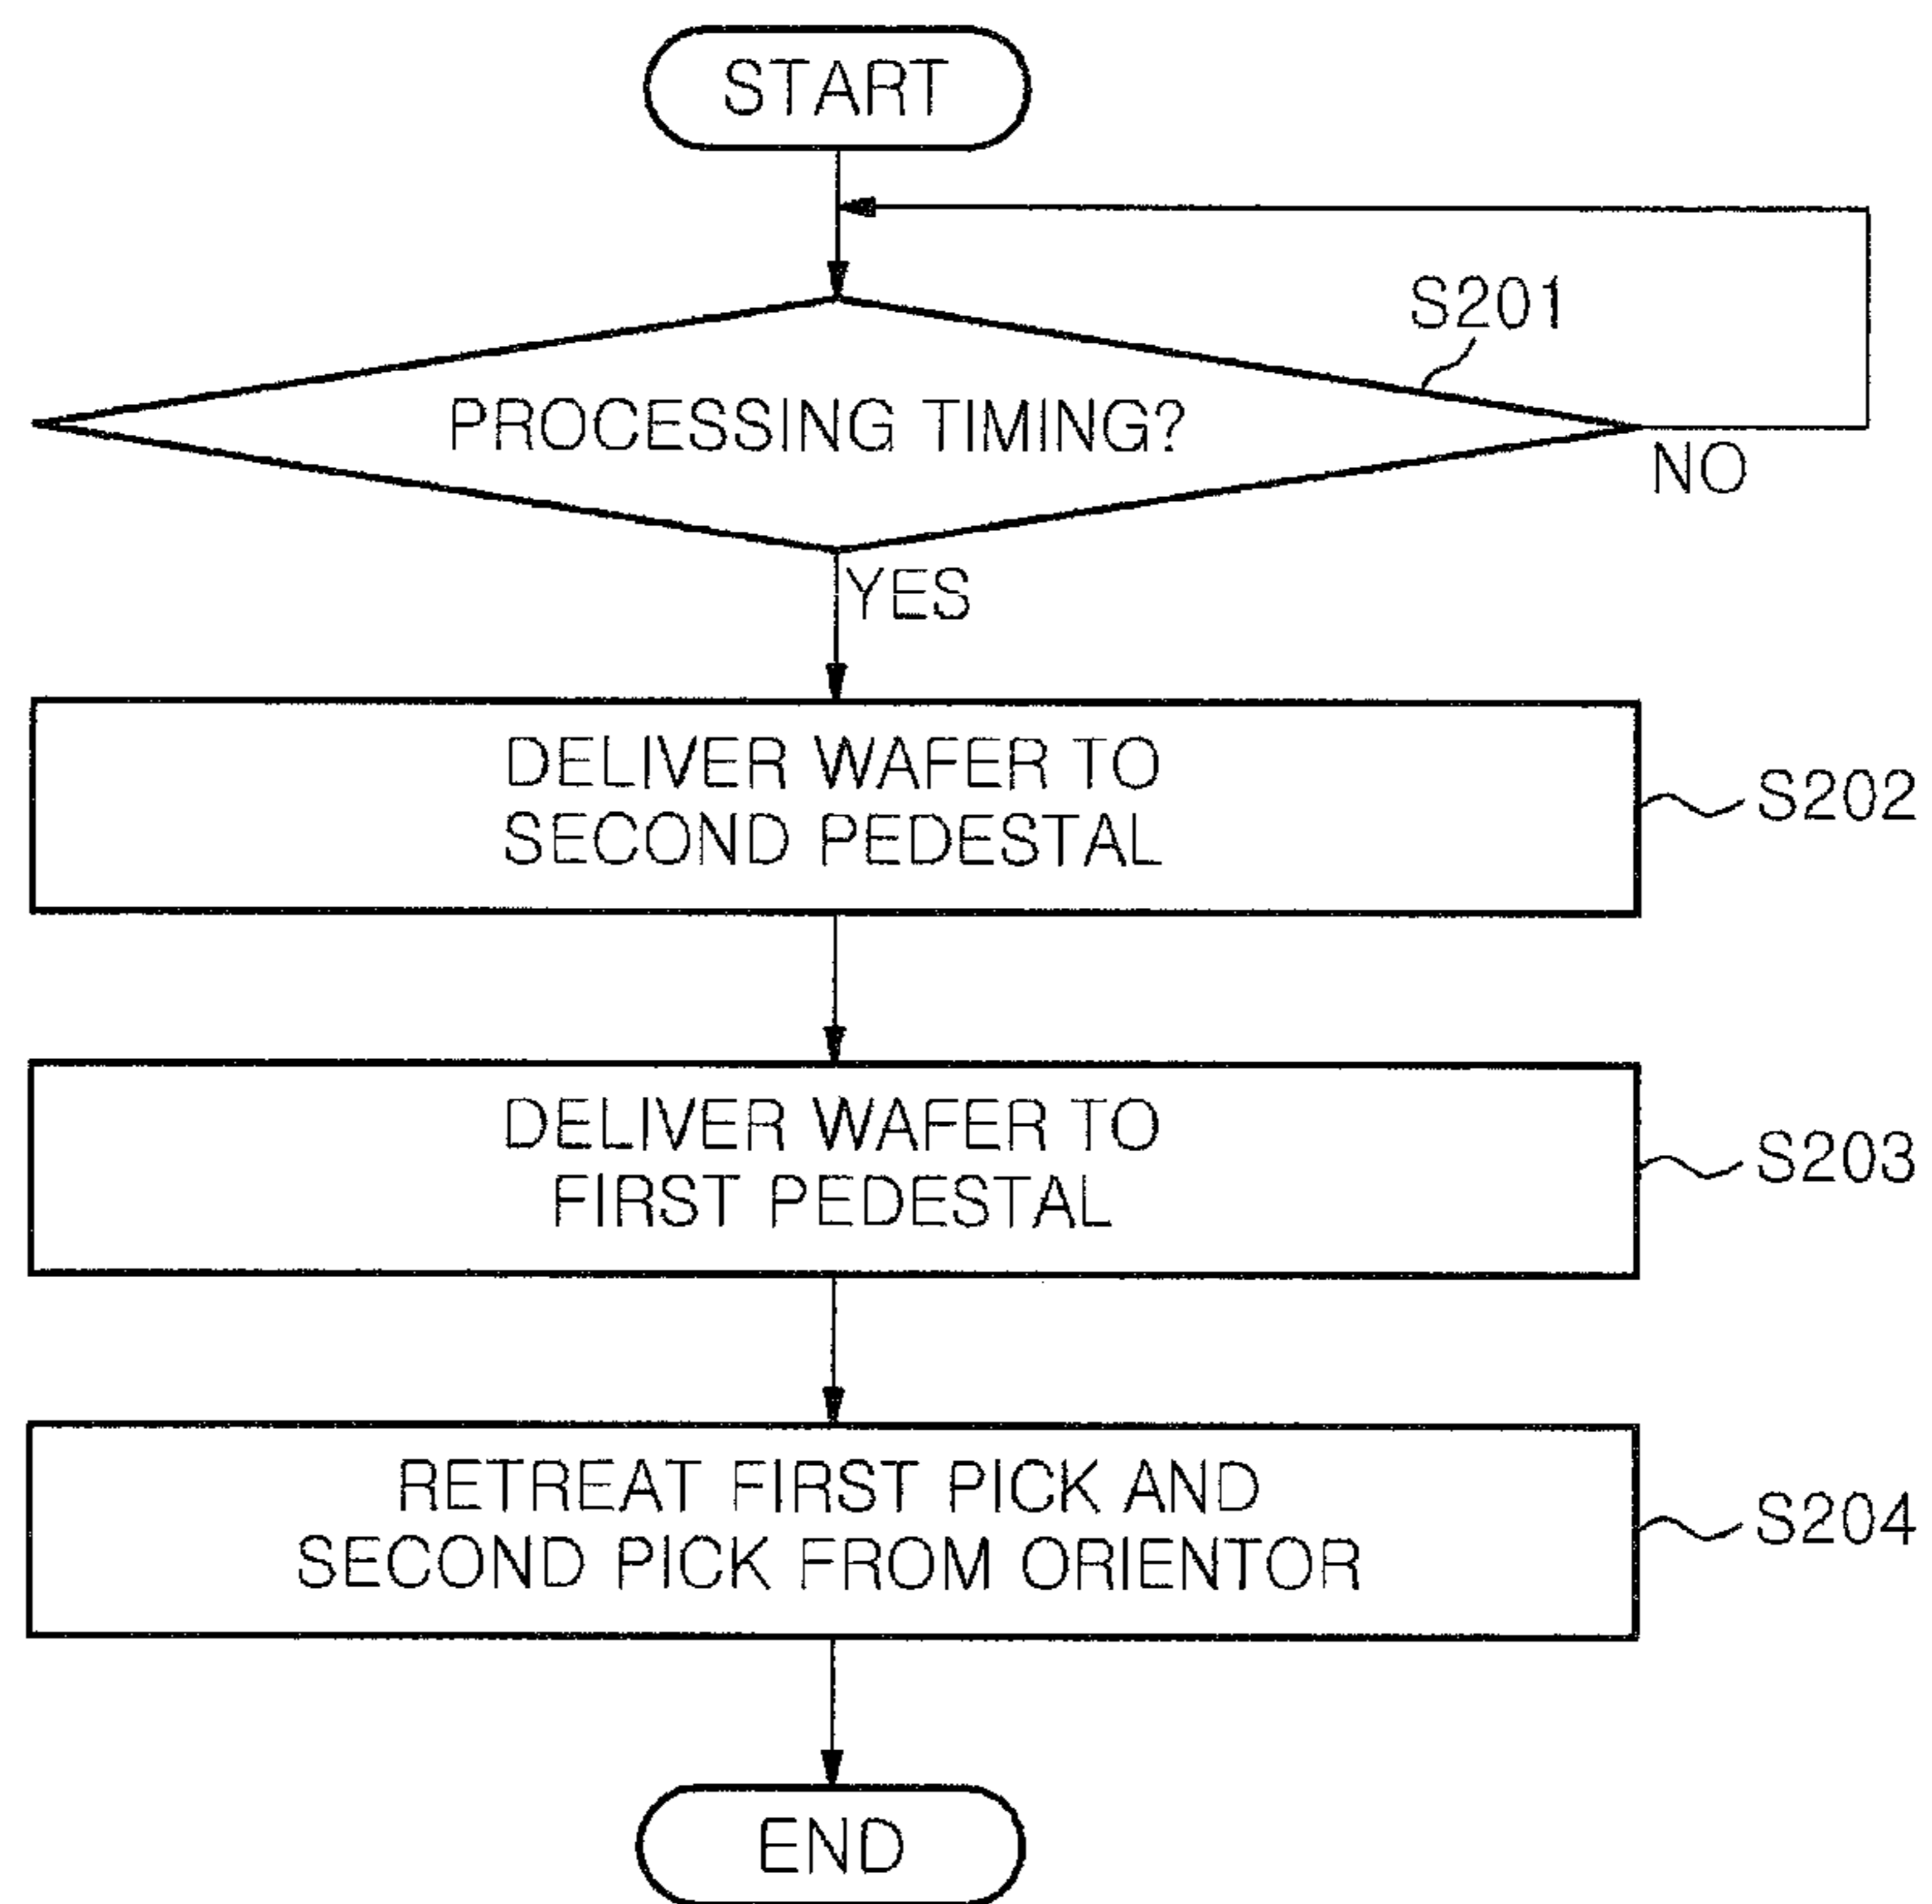 START
S201
PROCESSING TIMING?
NO
YES
DELIVER WAFER TO
SECOND PEDESTAL
S202
DELIVER WAFER TO
FIRST PEDESTAL
S203
RETREAT FIRST PICK AND
SECOND PICK FROM ORIENTOR
S204
END